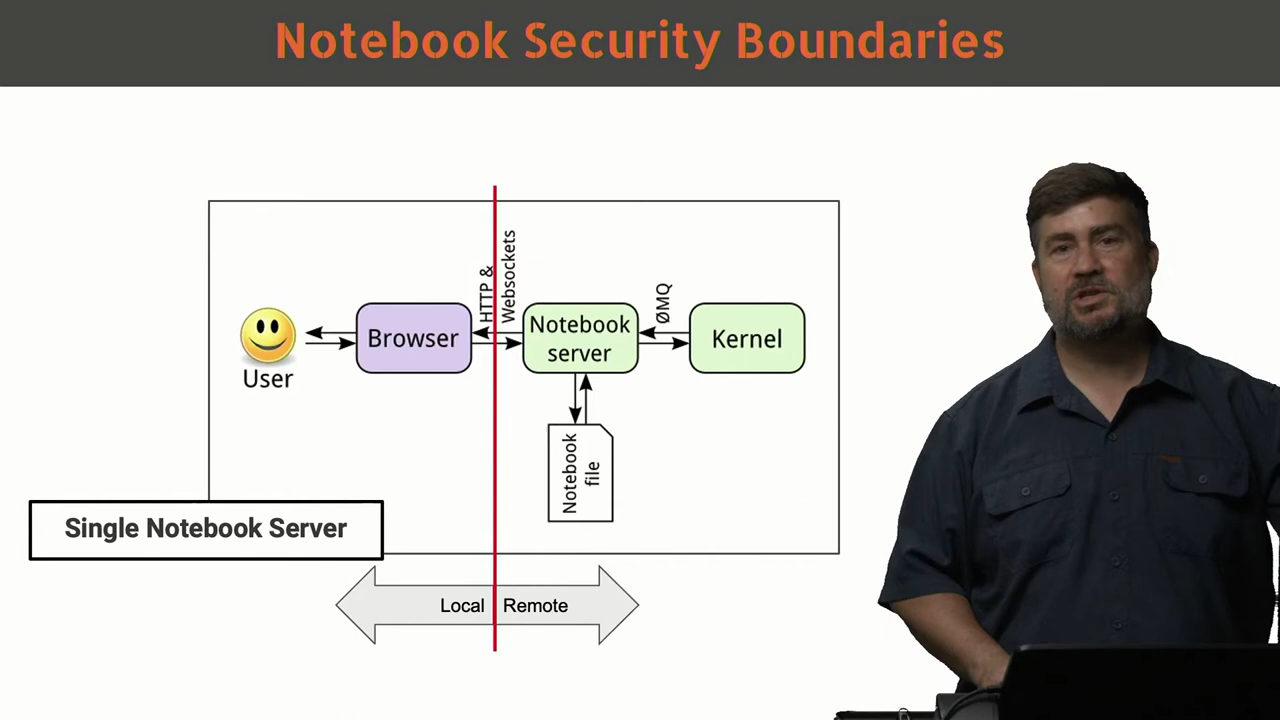 Notebook Security Boundaries
HTTP &
Websockets
ØMQ
Browser
Notebook
server
Kernel
User
Notebook
file
Single Notebook Server
Local
Remote